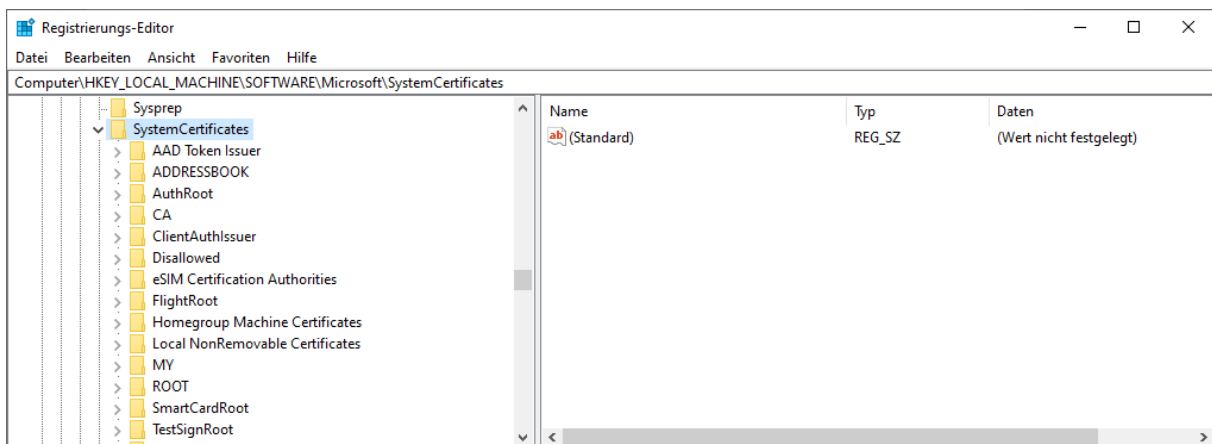 Registrierungs-Editor
Datei Bearbeiten Ansicht Favoriten Hilfe
Computer\HKEY_LOCAL_MACHINE\SOFTWARE\Microsoft\SystemCertificates
Sysprep
SystemCertificates
AAD Token Issuer
ADDRESSBOOK
AuthRoot
CA
ClientAuthIssuer
Disallowed
eSIM Certification Authorities
FlightRoot
Homegroup Machine Certificates
Local NonRemovable Certificates
MY
ROOT
SmartCardRoot
TestSignRoot
Name Typ Daten
ab (Standard) REG_SZ (Wert nicht festgelegt)